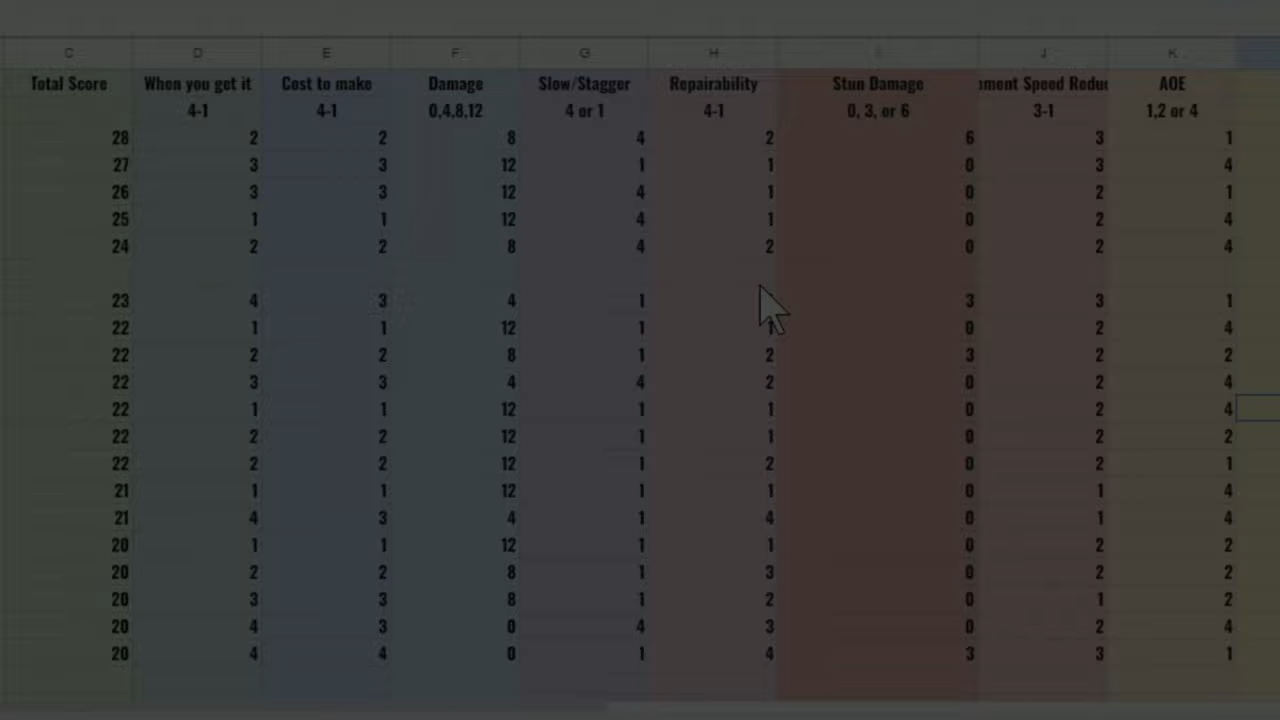 C D E F G H I J K
Total Score When you get it Cost to make Damage Slow/Stagger Repairability Stun Damage Speed AOE
4-1 4-1 0,4,8,12 4 or 1 4-1 0, 3, or 6 3-1 1,2 or 4
28 2 2 8 4 2 6 3 1
27 3 3 12 1 1 0 3 4
26 3 3 12 4 1 0 2 1
25 1 1 12 4 1 0 2 4
24 2 2 8 4 2 0 2 4
23 4 3 4 1 3 3 1
22 1 1 12 1 1 0 2 4
22 2 2 8 1 2 3 2 2
22 3 3 4 4 2 0 2 4
22 1 1 12 1 1 0 2 4
22 2 2 12 1 1 0 2 2
22 2 2 12 1 2 0 2 1
21 1 1 12 1 1 0 1 4
21 4 3 4 1 4 0 1 4
20 1 1 12 1 1 0 2 2
20 2 2 8 1 3 0 2 2
20 3 3 8 1 2 0 1 2
20 4 3 0 4 3 0 2 4
20 4 4 0 1 4 3 3 1